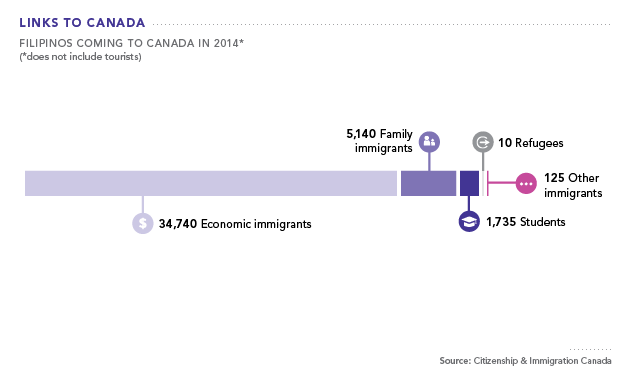 LINKS TO CANADA
FILIPINOS COMING TO CANADA IN 2014*
(*does not include tourists)
5,140 Family
immigrants
10 Refugees
125 Other
immigrants
$ 34,740 Economic immigrants
1,735 Students
Source: Citizenship & Immigration Canada